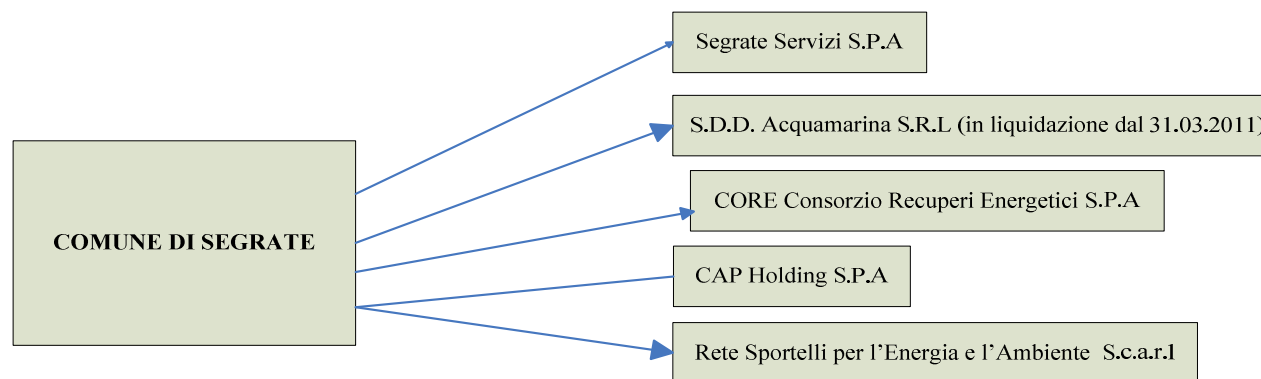 Segrate Servizi S.P.A
S.D.D. Acquamarina S.R.L (in liquidazione dal 31.03.2011)
CORE Consorzio Recuperi Energetici S.P.A
COMUNE DI SEGRATE
CAP Holding S.P.A
Rete Sportelli per l'Energia e l'Ambiente S.c.a.r.l